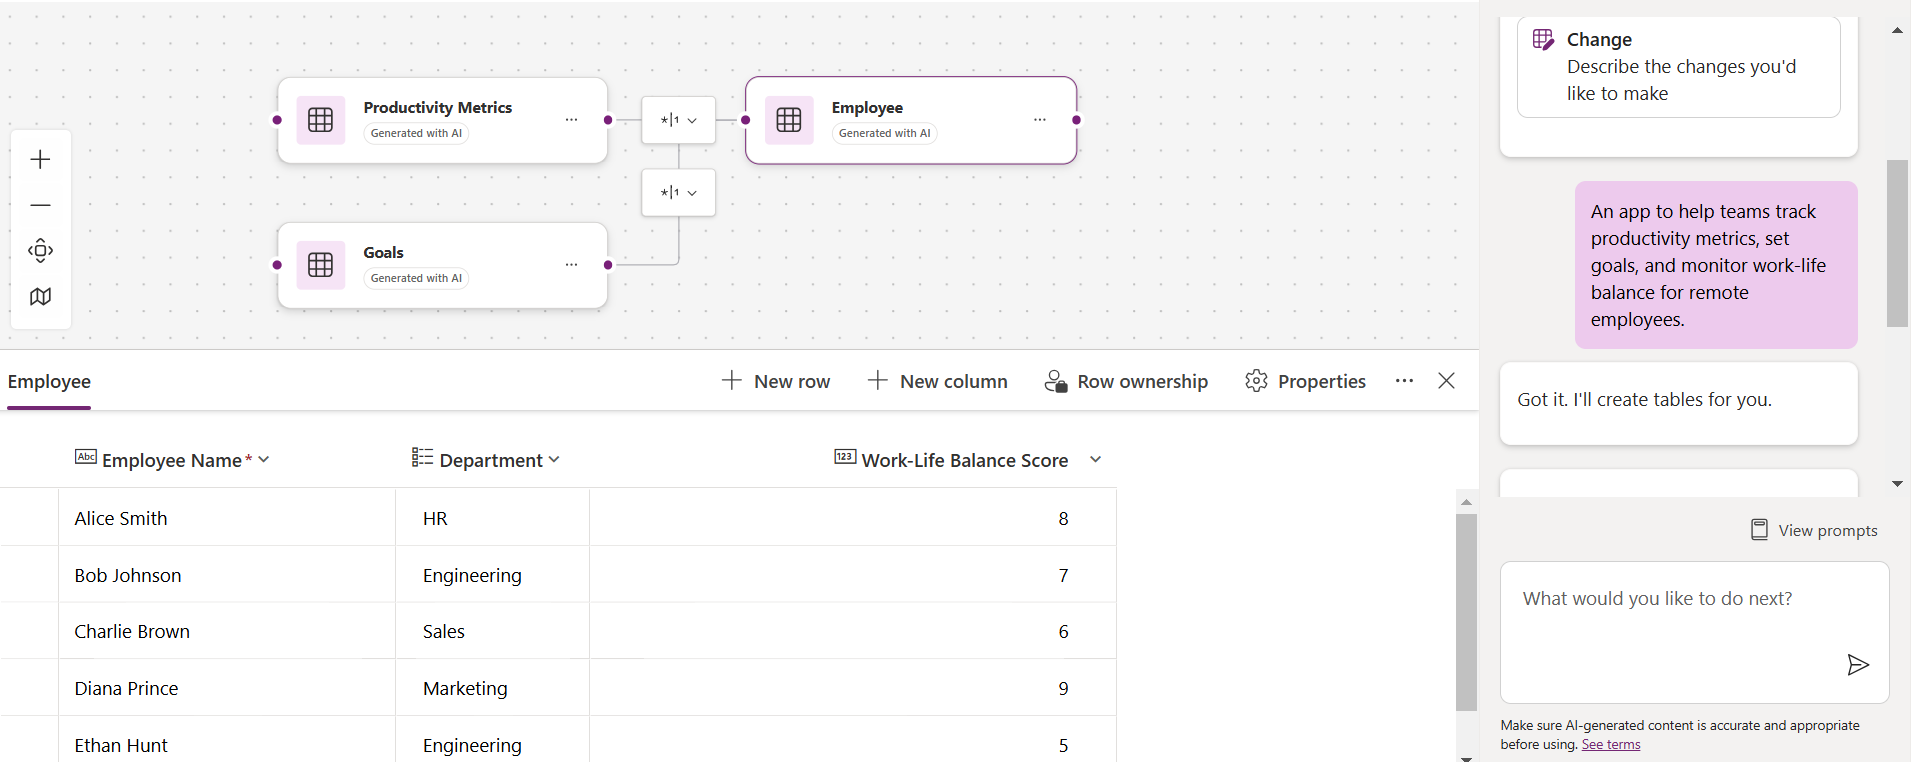 Productivity Metrics
Generated with AI
*|1
Employee
Generated with AI
*|1
Goals
Generated with AI
Employee
New row
New column
Row ownership
Properties
Abc Employee Name*
Department
123 Work-Life Balance Score
Alice Smith HR 8
Bob Johnson Engineering 7
Charlie Brown Sales 6
Diana Prince Marketing 9
Ethan Hunt Engineering 5
Change
Describe the changes you'd
like to make
An app to help teams track
productivity metrics, set
goals, and monitor work-life
balance for remote
employees.
Got it. I'll create tables for you.
View prompts
What would you like to do next?
Make sure AI-generated content is accurate and appropriate
before using. See terms